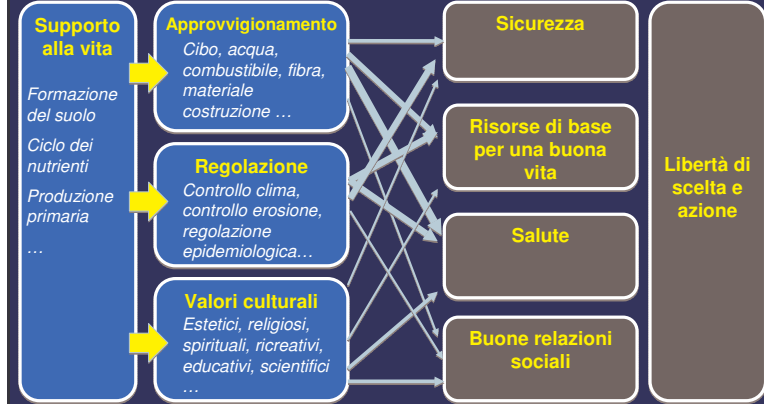 Supporto
alla vita
Formazione
del suolo
Ciclo dei
nutrienti
Produzione
primaria
…
Approvvigionamento
Cibo, acqua,
combustibile, fibra,
materiale
costruzione …
Regolazione
Controllo clima,
controllo erosione,
regolazione
epidemiologica…
Valori culturali
Estetici, religiosi,
spirituali, ricreativi,
educativi, scientifici
…
Sicurezza
Risorse di base
per una buona
vita
Salute
Buone relazioni
sociali
Libertà di
scelta e
azione